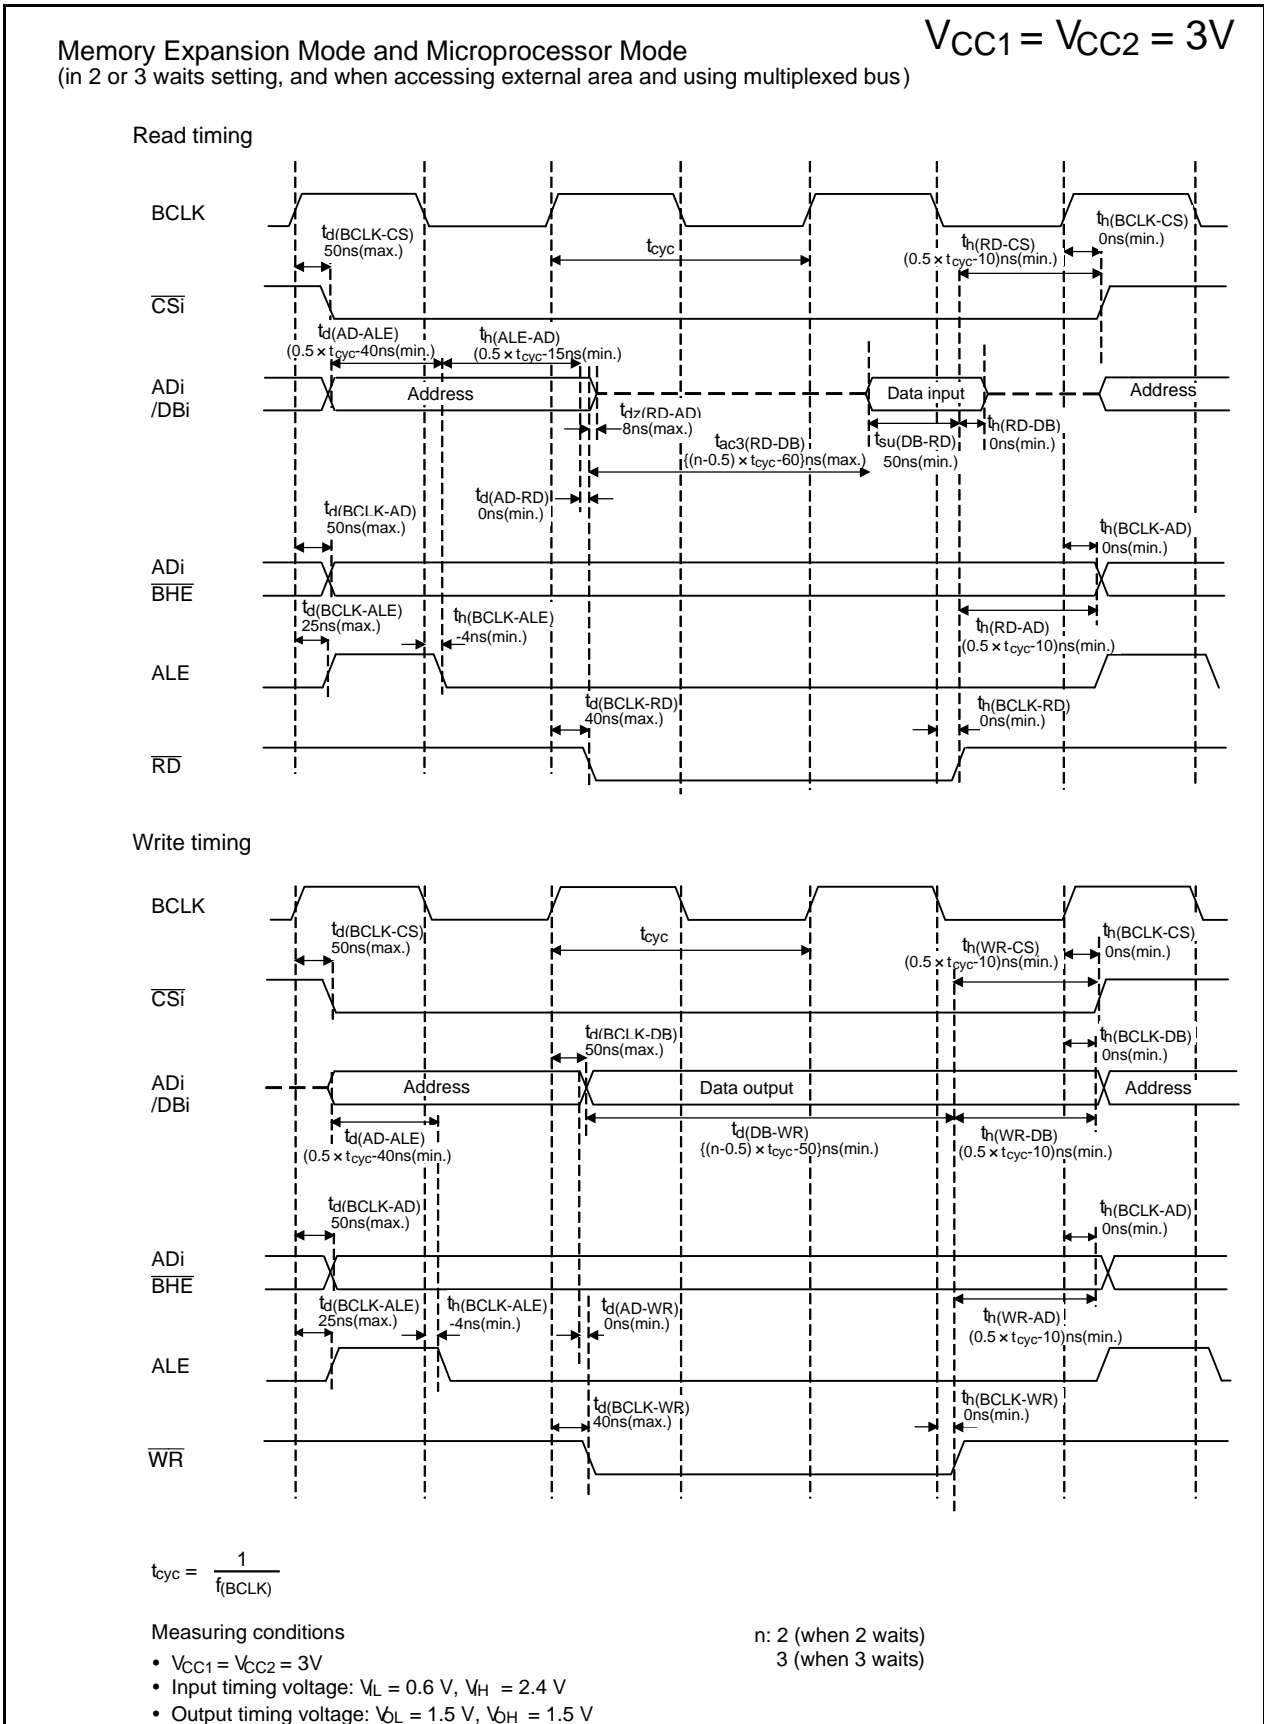 VCC1 = VCC2 = 3V
Memory Expansion Mode and Microprocessor Mode
(in 2 or 3 waits setting, and when accessing external area and using multiplexed bus)
Read timing
BCLK
td(BCLK-CS)
50ns(max.)
tcyc
th(RD-CS)
(0.5 × tcyc-10)ns(min.)
th(BCLK-CS)
0ns(min.)
CSi
td(AD-ALE)
(0.5 × tcyc-40ns(min.)
th(ALE-AD)
(0.5 × tcyc-15ns(min.)
ADi
/DBi
Address
Data input
Address
tdz(RD-AD)
8ns(max.)
tac3(RD-DB)
{(n-0.5) × tcyc-60}ns(max.)
tsu(DB-RD)
50ns(min.)
th(RD-DB)
0ns(min.)
td(AD-RD)
0ns(min.)
td(BCLK-AD)
50ns(max.)
th(BCLK-AD)
0ns(min.)
ADi
BHE
td(BCLK-ALE)
25ns(max.)
th(BCLK-ALE)
-4ns(min.)
th(RD-AD)
(0.5 × tcyc-10)ns(min.)
ALE
td(BCLK-RD)
40ns(max.)
th(BCLK-RD)
0ns(min.)
RD
Write timing
BCLK
td(BCLK-CS)
50ns(max.)
tcyc
th(WR-CS)
(0.5 × tcyc-10)ns(min.)
th(BCLK-CS)
0ns(min.)
CSi
td(BCLK-DB)
50ns(max.)
th(BCLK-DB)
0ns(min.)
ADi
/DBi
Address
Data output
Address
td(AD-ALE)
(0.5 × tcyc-40ns(min.)
td(DB-WR)
{(n-0.5) × tcyc-50}ns(min.)
th(WR-DB)
(0.5 × tcyc-10)ns(min.)
td(BCLK-AD)
50ns(max.)
th(BCLK-AD)
0ns(min.)
ADi
BHE
td(BCLK-ALE)
25ns(max.)
th(BCLK-ALE)
-4ns(min.)
td(AD-WR)
0ns(min.)
th(WR-AD)
(0.5 × tcyc-10)ns(min.)
ALE
td(BCLK-WR)
40ns(max.)
th(BCLK-WR)
0ns(min.)
WR
tcyc = 1
f(BCLK)
Measuring conditions
• VCC1 = VCC2 = 3V
• Input timing voltage: VIL = 0.6 V, VIH = 2.4 V
• Output timing voltage: VOL = 1.5 V, VOH = 1.5 V
n: 2 (when 2 waits)
3 (when 3 waits)